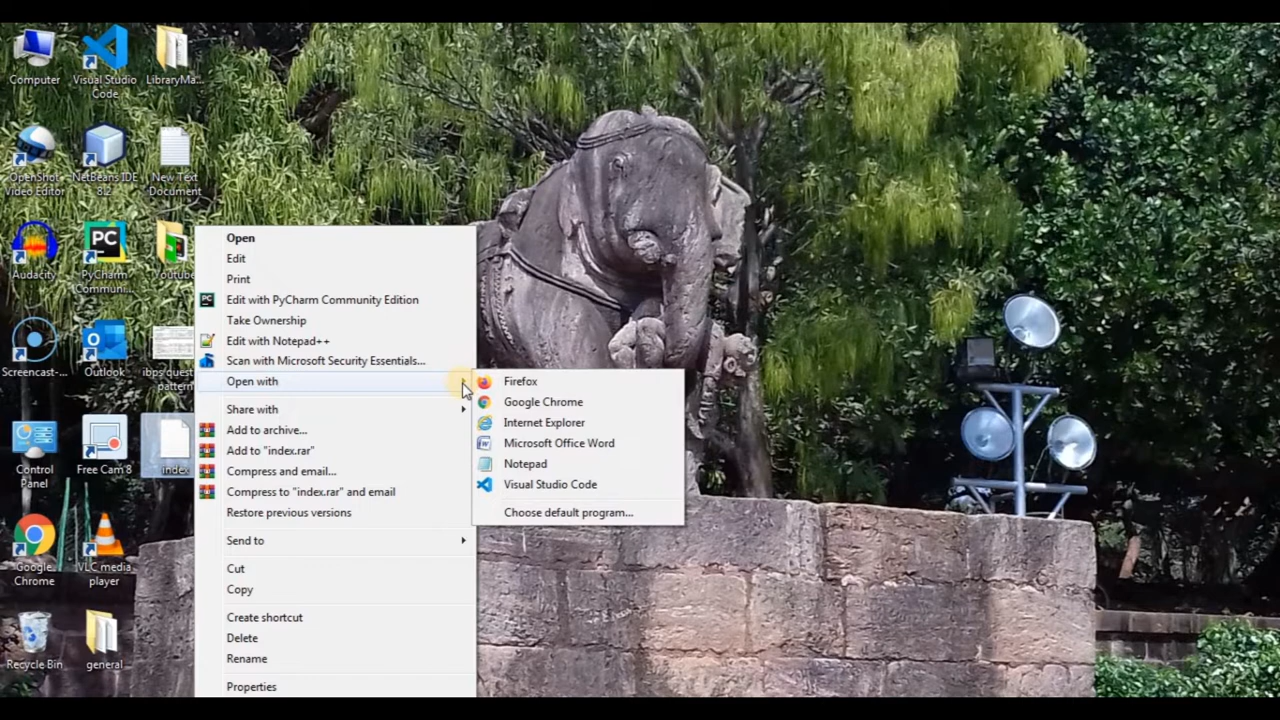 Computer
Visual Studio
Code
LibraryMa...
OpenShot
Video Editor
NetBeans IDE
8.2
New Text
Document
Audacity
PyCharm
Communi...
Youtube
Screencast-...
Outlook
ibps quest
pattern
Control
Panel
Free Cam 8
index
Google
Chrome
VLC media
player
Recycle Bin
general
Open
Edit
Print
Edit with PyCharm Community Edition
Take Ownership
Edit with Notepad++
Scan with Microsoft Security Essentials...
Open with
Share with
Add to archive...
Add to "index.rar"
Compress and email...
Compress to "index.rar" and email
Restore previous versions
Send to
Cut
Copy
Create shortcut
Delete
Rename
Properties
Firefox
Google Chrome
Internet Explorer
Microsoft Office Word
Notepad
Visual Studio Code
Choose default program...